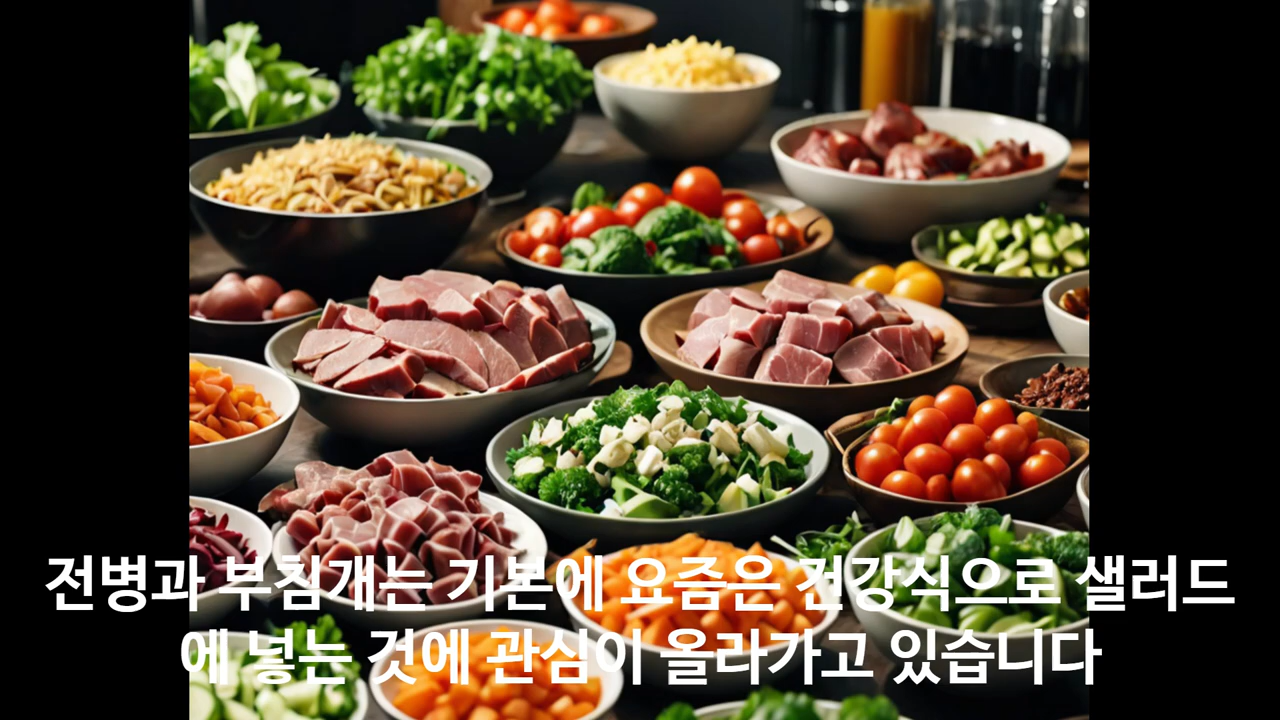 전병과 부침개는 기본에 요즘은 건강식으로 샐러드
에 넣는 것에 관심이 올라가고 있습니다